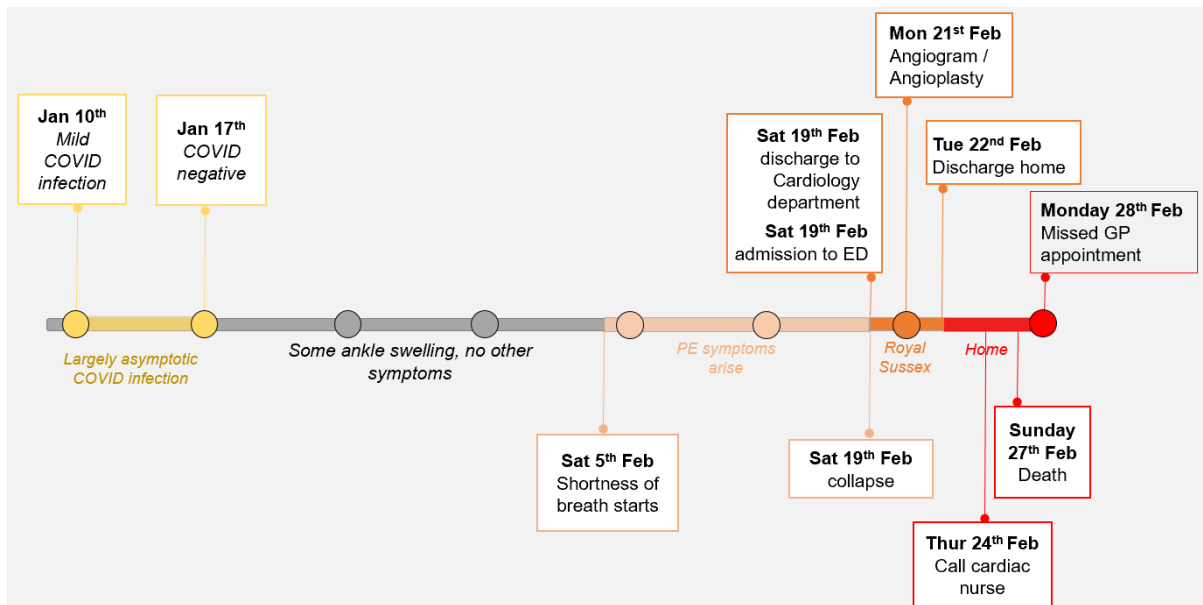 Jan 10th
Mild
COVID
infection
Jan 17th
COVID
negative
Sat 19th Feb
discharge to
Cardiology
department
Sat 19th Feb
admission to ED
Mon 21st Feb
Angiogram /
Angioplasty
Tue 22nd Feb
Discharge home
Monday 28th Feb
Missed GP
appointment
Largely asymptotic
COVID infection
Some ankle swelling, no other
symptoms
PE symptoms
arise
Royal
Sussex
Home
Sat 5th Feb
Shortness of
breath starts
Sat 19th Feb
collapse
Sunday
27th Feb
Death
Thur 24th Feb
Call cardiac
nurse